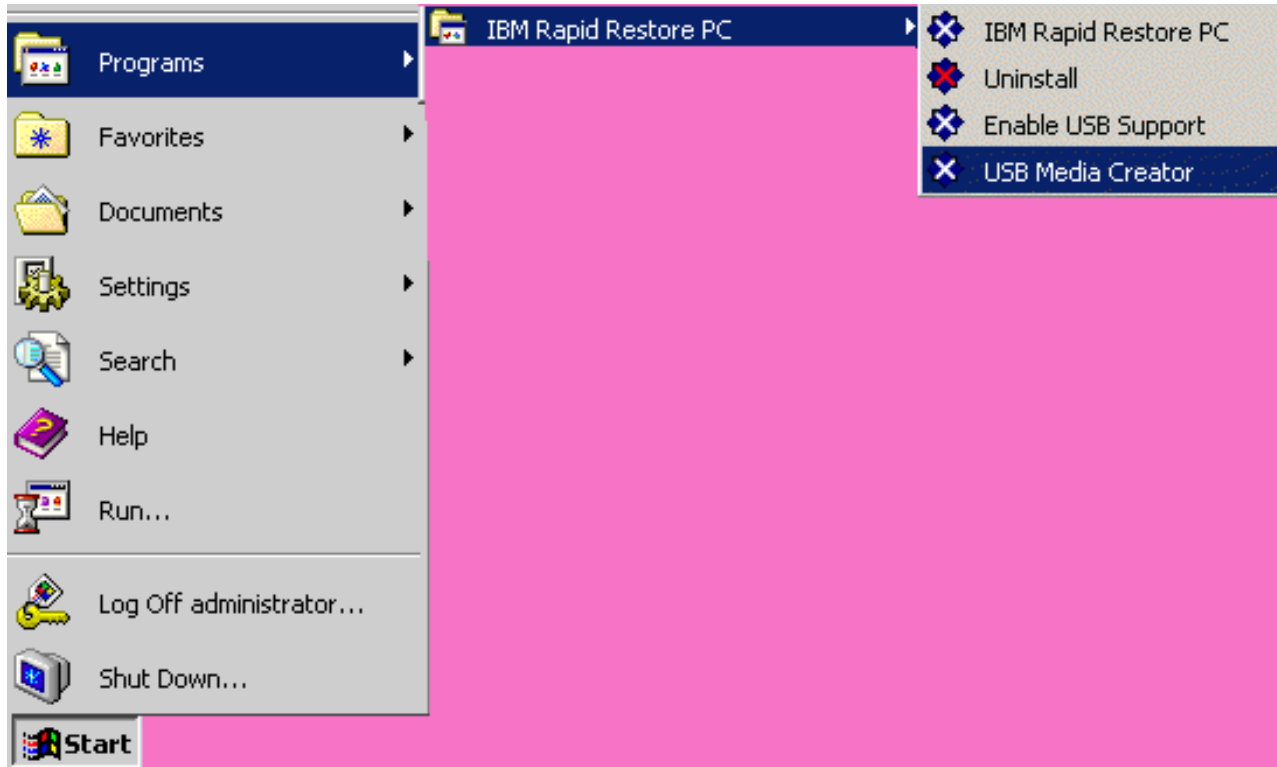 Programs
Favorites
Documents
Settings
Search
Help
Run...
Log Off administrator...
Shut Down...
Start
IBM Rapid Restore PC
IBM Rapid Restore PC
Uninstall
Enable USB Support
USB Media Creator